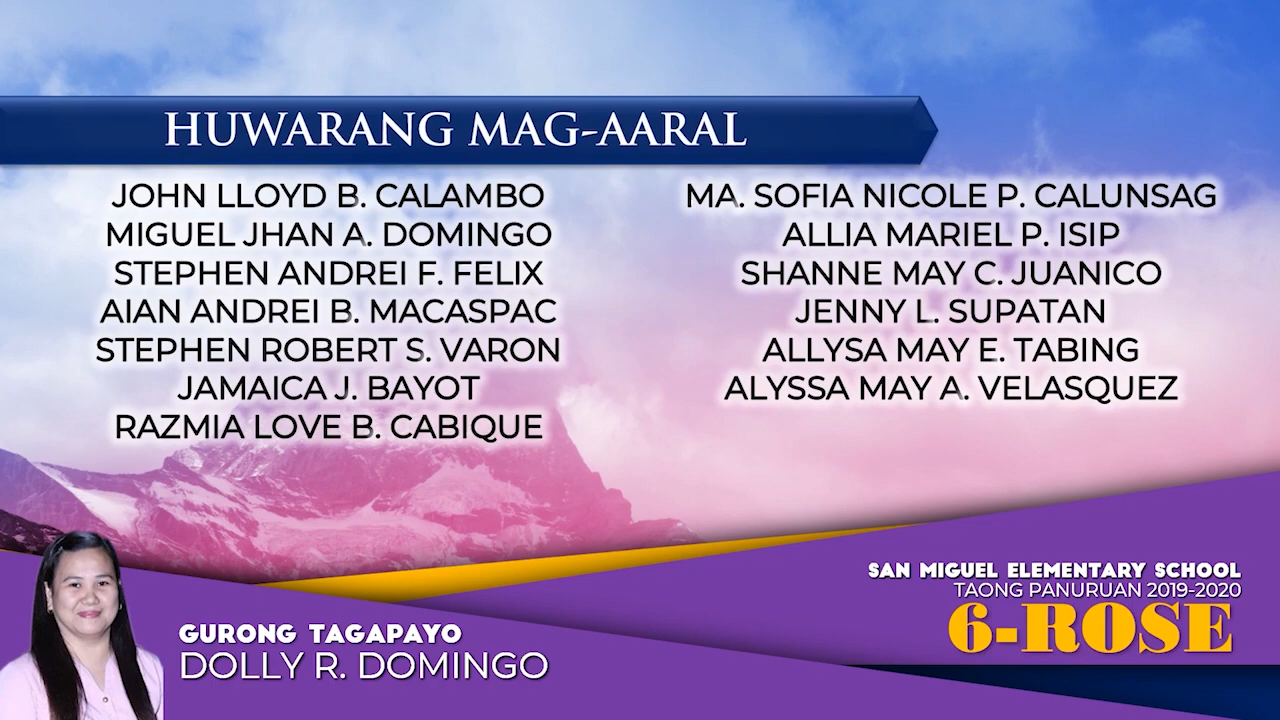 HUWARANG MAG-AARAL
JOHN LLOYD B. CALAMBO
MIGUEL JHAN A. DOMINGO
STEPHEN ANDREI F. FELIX
AIAN ANDREI B. MACASPAC
STEPHEN ROBERT S. VARON
JAMAICA J. BAYOT
RAZMIA LOVE B. CABIQUE
MA. SOFIA NICOLE P. CALUNSAG
ALLIA MARIEL P. ISIP
SHANNE MAY C. JUANICO
JENNY L. SUPATAN
ALLYSA MAY E. TABING
ALYSSA MAY A. VELASQUEZ
GURONG TAGAPAYO
DOLLY R. DOMINGO
SAN MIGUEL ELEMENTARY SCHOOL
TAONG PANURUAN 2019-2020
6-ROSE